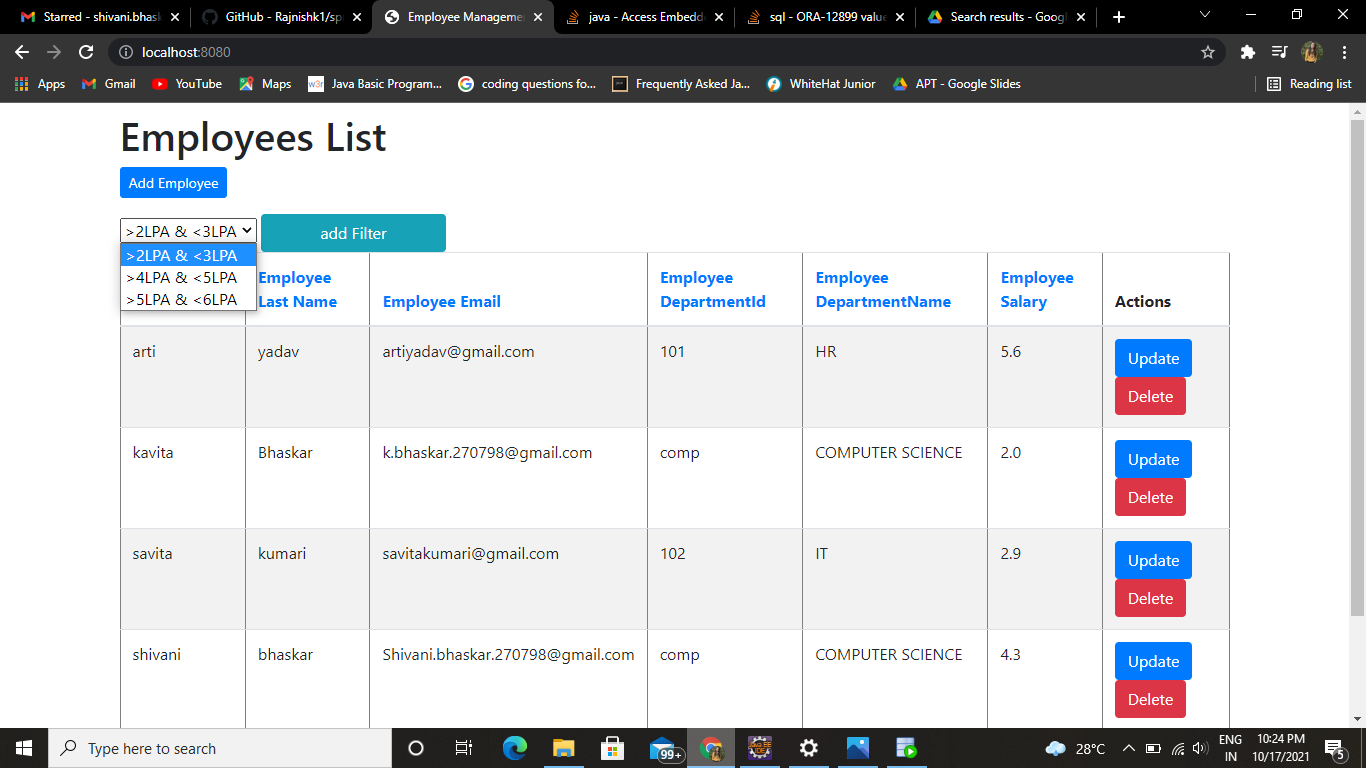 Starred - shivani.bhask
GitHub - Rajnishk1/spr
Employee Managemen
java - Access Embedde
sql - ORA-12899 value
Search results - Googl
localhost:8080
Apps
Gmail
YouTube
Maps
Java Basic Program...
coding questions fo...
Frequently Asked Ja...
WhiteHat Junior
APT - Google Slides
Reading list
Employees List
Add Employee
>2LPA & <3LPA
add Filter
>2LPA & <3LPA
>4LPA & <5LPA
>5LPA & <6LPA
Employee Last Name
Employee Email
Employee DepartmentId
Employee DepartmentName
Employee Salary
Actions
arti yadav artiyadav@gmail.com 101 HR 5.6 Update
Delete
kavita Bhaskar k.bhaskar.270798@gmail.com comp COMPUTER SCIENCE 2.0 Update
Delete
savita kumari savitakumari@gmail.com 102 IT 2.9 Update
Delete
shivani bhaskar Shivani.bhaskar.270798@gmail.com comp COMPUTER SCIENCE 4.3 Update
Delete
Type here to search
99+
28°C
ENG
IN
10:24 PM
10/17/2021
5